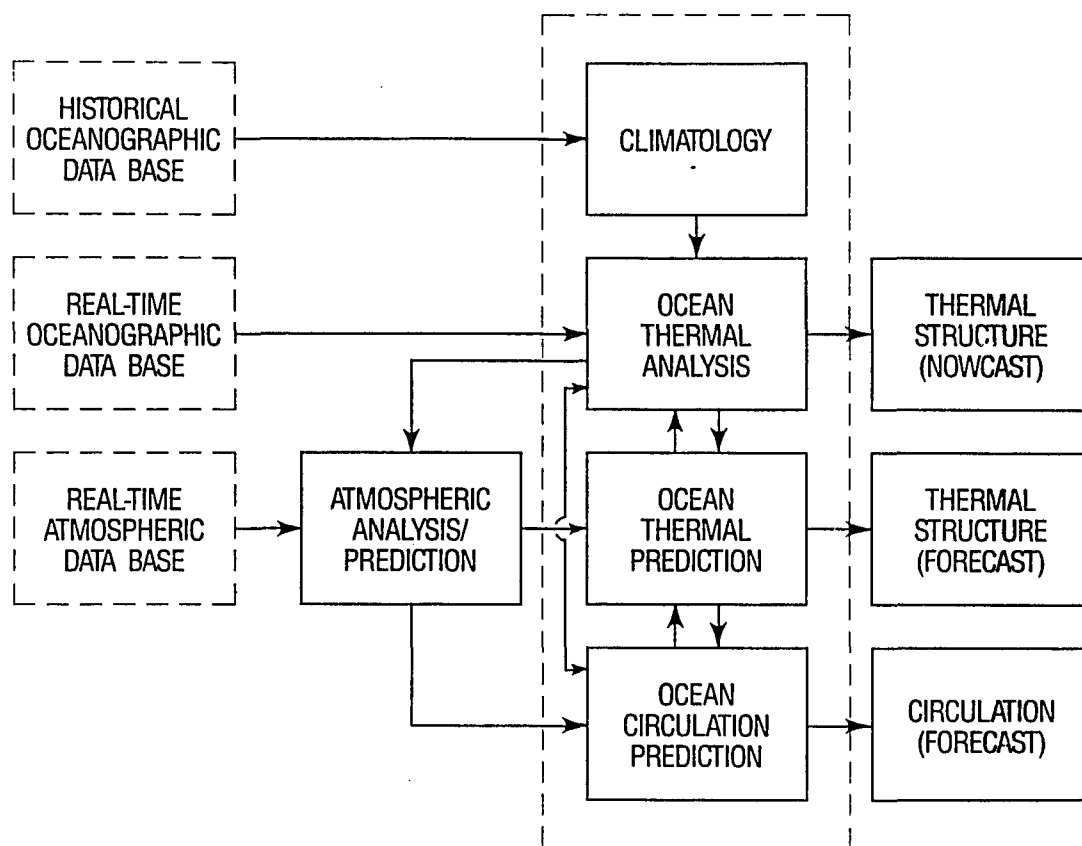 HISTORICAL
OCEANOGRAPHIC
DATA BASE
CLIMATOLOGY
REAL-TIME
OCEANOGRAPHIC
DATA BASE
OCEAN
THERMAL
ANALYSIS
THERMAL
STRUCTURE
(NOWCAST)
REAL-TIME
ATMOSPHERIC
DATA BASE
ATMOSPHERIC
ANALYSIS/
PREDICTION
OCEAN
THERMAL
PREDICTION
THERMAL
STRUCTURE
(FORECAST)
OCEAN
CIRCULATION
PREDICTION
CIRCULATION
(FORECAST)